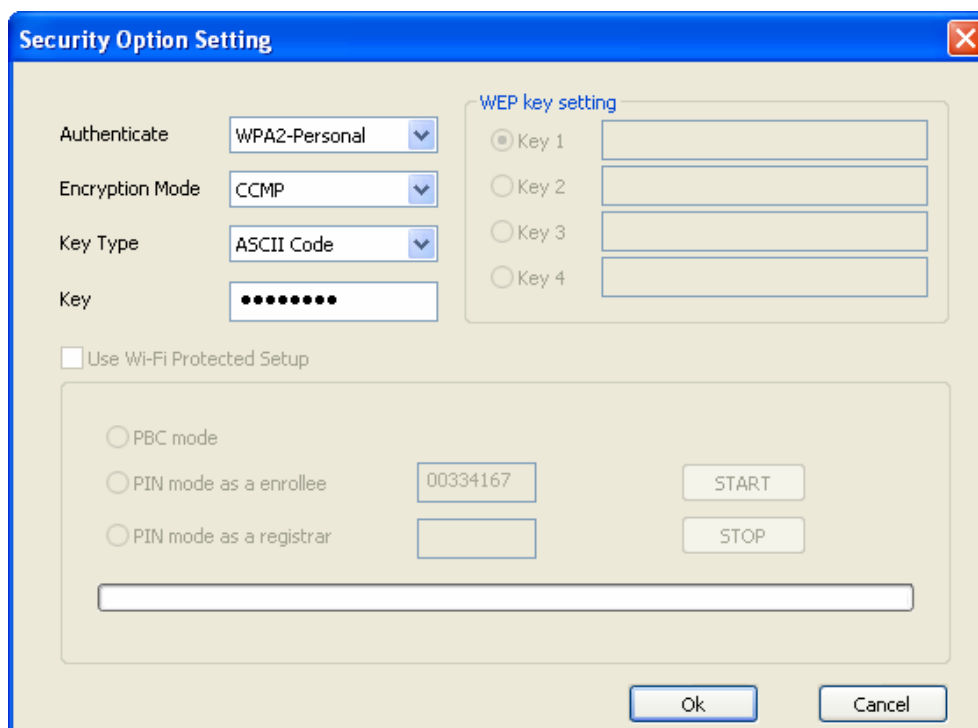 Security Option Setting
Authenticate
WPA2-Personal
Encryption Mode
CCMP
Key Type
ASCII Code
Key
••••••••
WEP key setting
Key 1
Key 2
Key 3
Key 4
Use Wi-Fi Protected Setup
PBC mode
PIN mode as a enrollee
00334167
START
PIN mode as a registrar
STOP
Ok
Cancel